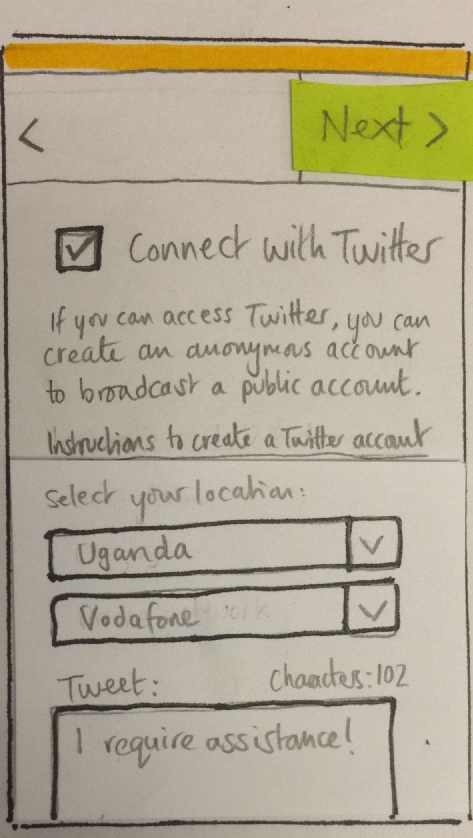 <
Next >
Connect with Twitter
If you can access Twitter, you can
create an anonymous account
to broadcast a public account.
Instructions to create a Twitter account
Select your location:
Uganda
Vodafone
Tweet: Characters:102
I require assistance!